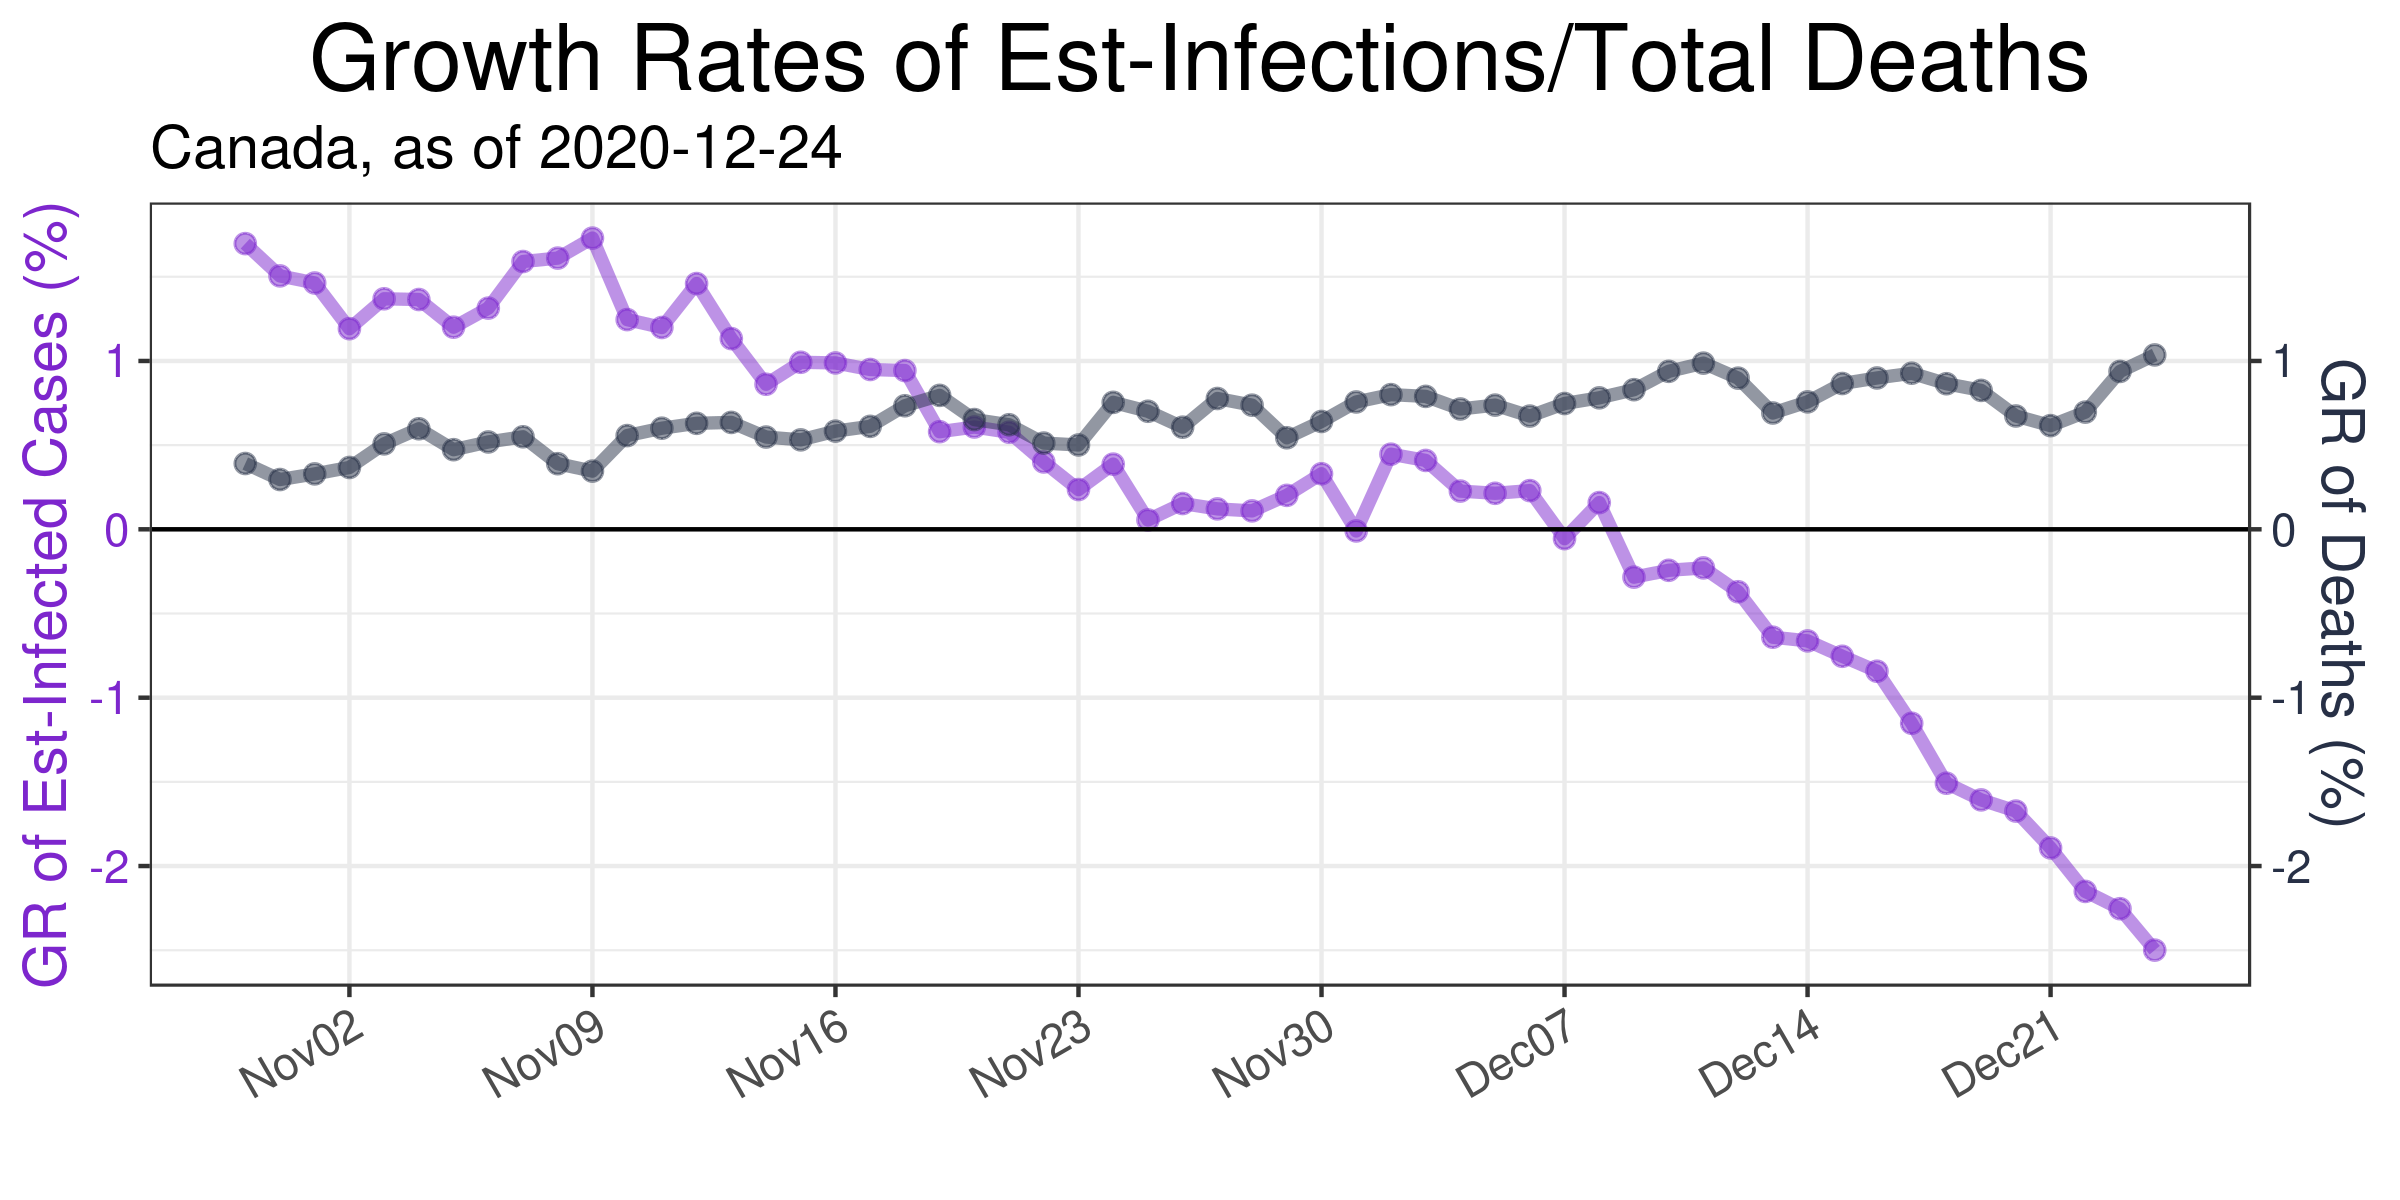 Growth Rates of Est-Infections/Total Deaths
Canada, as of 2020-12-24
GR of Est-Infected Cases (%)
1
0
-1
-2
1
0
-1
-2
GR of Deaths (%)
Nov02
Nov09
Nov16
Nov23
Nov30
Dec07
Dec14
Dec21